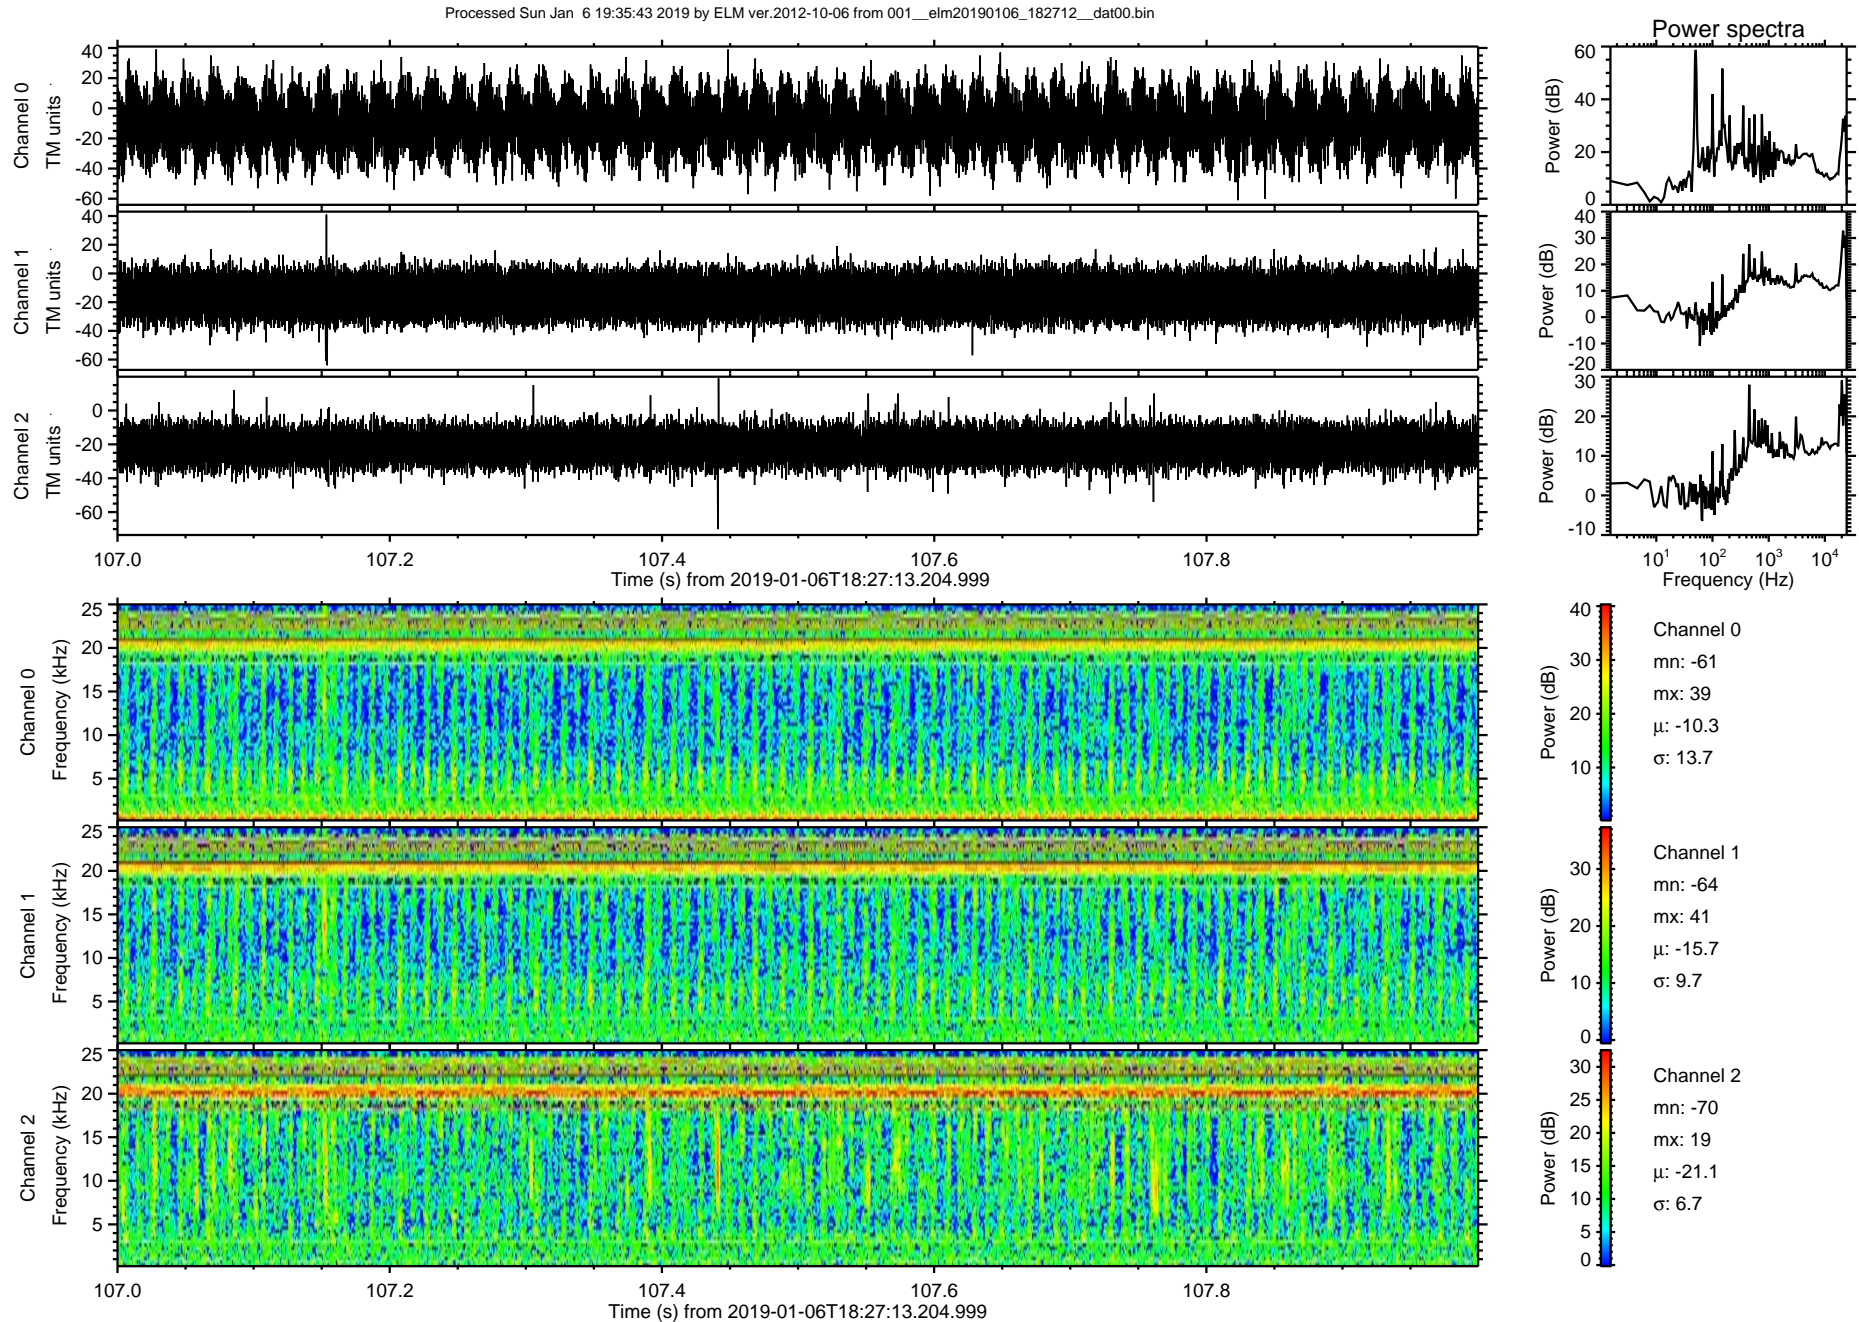 Processed Sun Jan  6 19:35:43 2019 by ELM ver.2012-10-06 from 001__elm20190106_182712__dat00.bin
Power spectra
Channel 0
TM units
40
20
0
-20
-40
-60
Power (dB)
60
40
20
0
Channel 1
TM units
40
20
0
-20
-40
-60
Power (dB)
40
30
20
10
0
-10
-20
Channel 2
TM units
0
-20
-40
-60
Power (dB)
30
20
10
0
-10
107.0 107.2 107.4 107.6 107.8
Time (s) from 2019-01-06T18:27:13.204.999
10¹ 10² 10³ 10⁴
Frequency (Hz)
Channel 0
Frequency (kHz)
25
20
15
10
5
Power (dB)
40
30
20
10
Channel 0
mn: -61
mx: 39
μ: -10.3
σ: 13.7
Channel 1
Frequency (kHz)
25
20
15
10
5
Power (dB)
30
20
10
0
Channel 1
mn: -64
mx: 41
μ: -15.7
σ: 9.7
Channel 2
Frequency (kHz)
25
20
15
10
5
Power (dB)
30
25
20
15
10
5
0
Channel 2
mn: -70
mx: 19
μ: -21.1
σ: 6.7
107.0 107.2 107.4 107.6 107.8
Time (s) from 2019-01-06T18:27:13.204.999